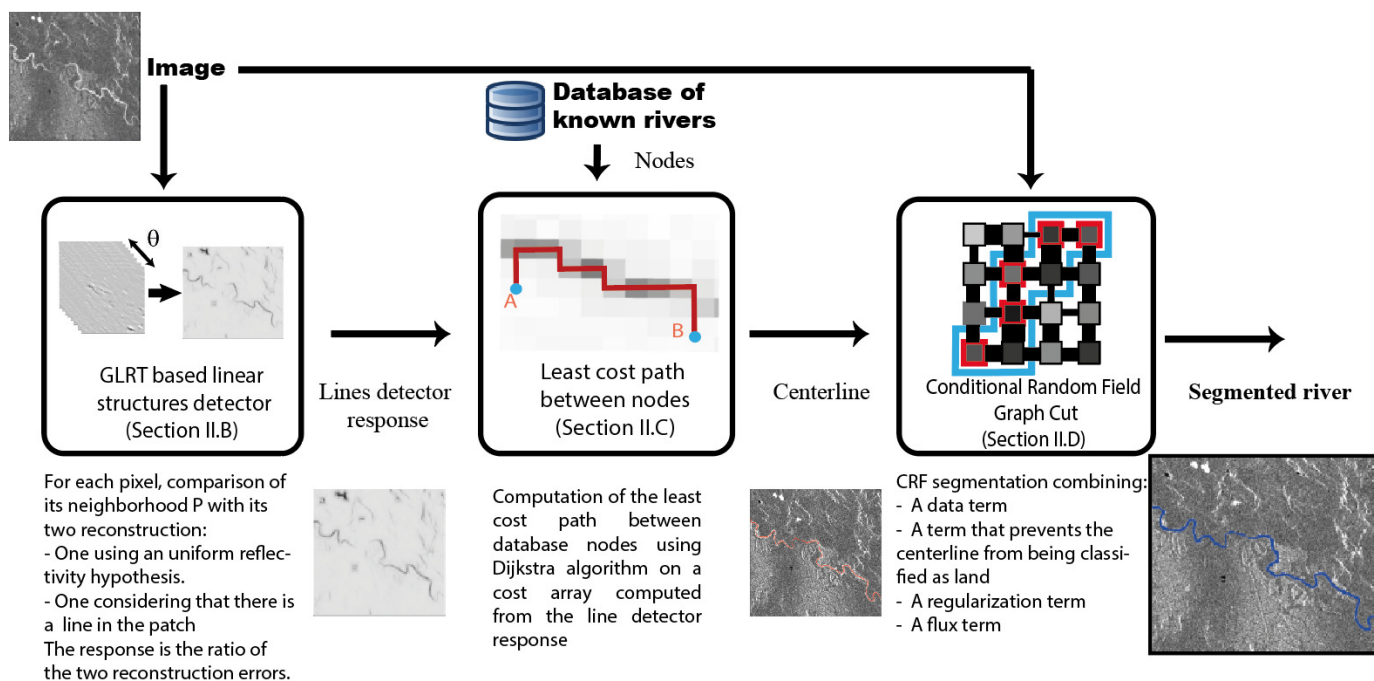 Image
Database of
known rivers
Nodes
θ
GLRT based linear
structures detector
(Section II.B)
Lines detector
response
A
B
Least cost path
between nodes
(Section II.C)
Centerline
Conditional Random Field
Graph Cut
(Section II.D)
Segmented river
For each pixel, comparison of
its neighborhood P with its
two reconstruction:
- One using an uniform reflec-
tivity hypothesis.
- One considering that there is
a line in the patch
The response is the ratio of
the two reconstruction errors.
Computation of the least
cost path between
database nodes using
Dijkstra algorithm on a
cost array computed
from the line detector
response
CRF segmentation combining:
- A data term
- A term that prevents the
centerline from being classi-
fied as land
- A regularization term
- A flux term